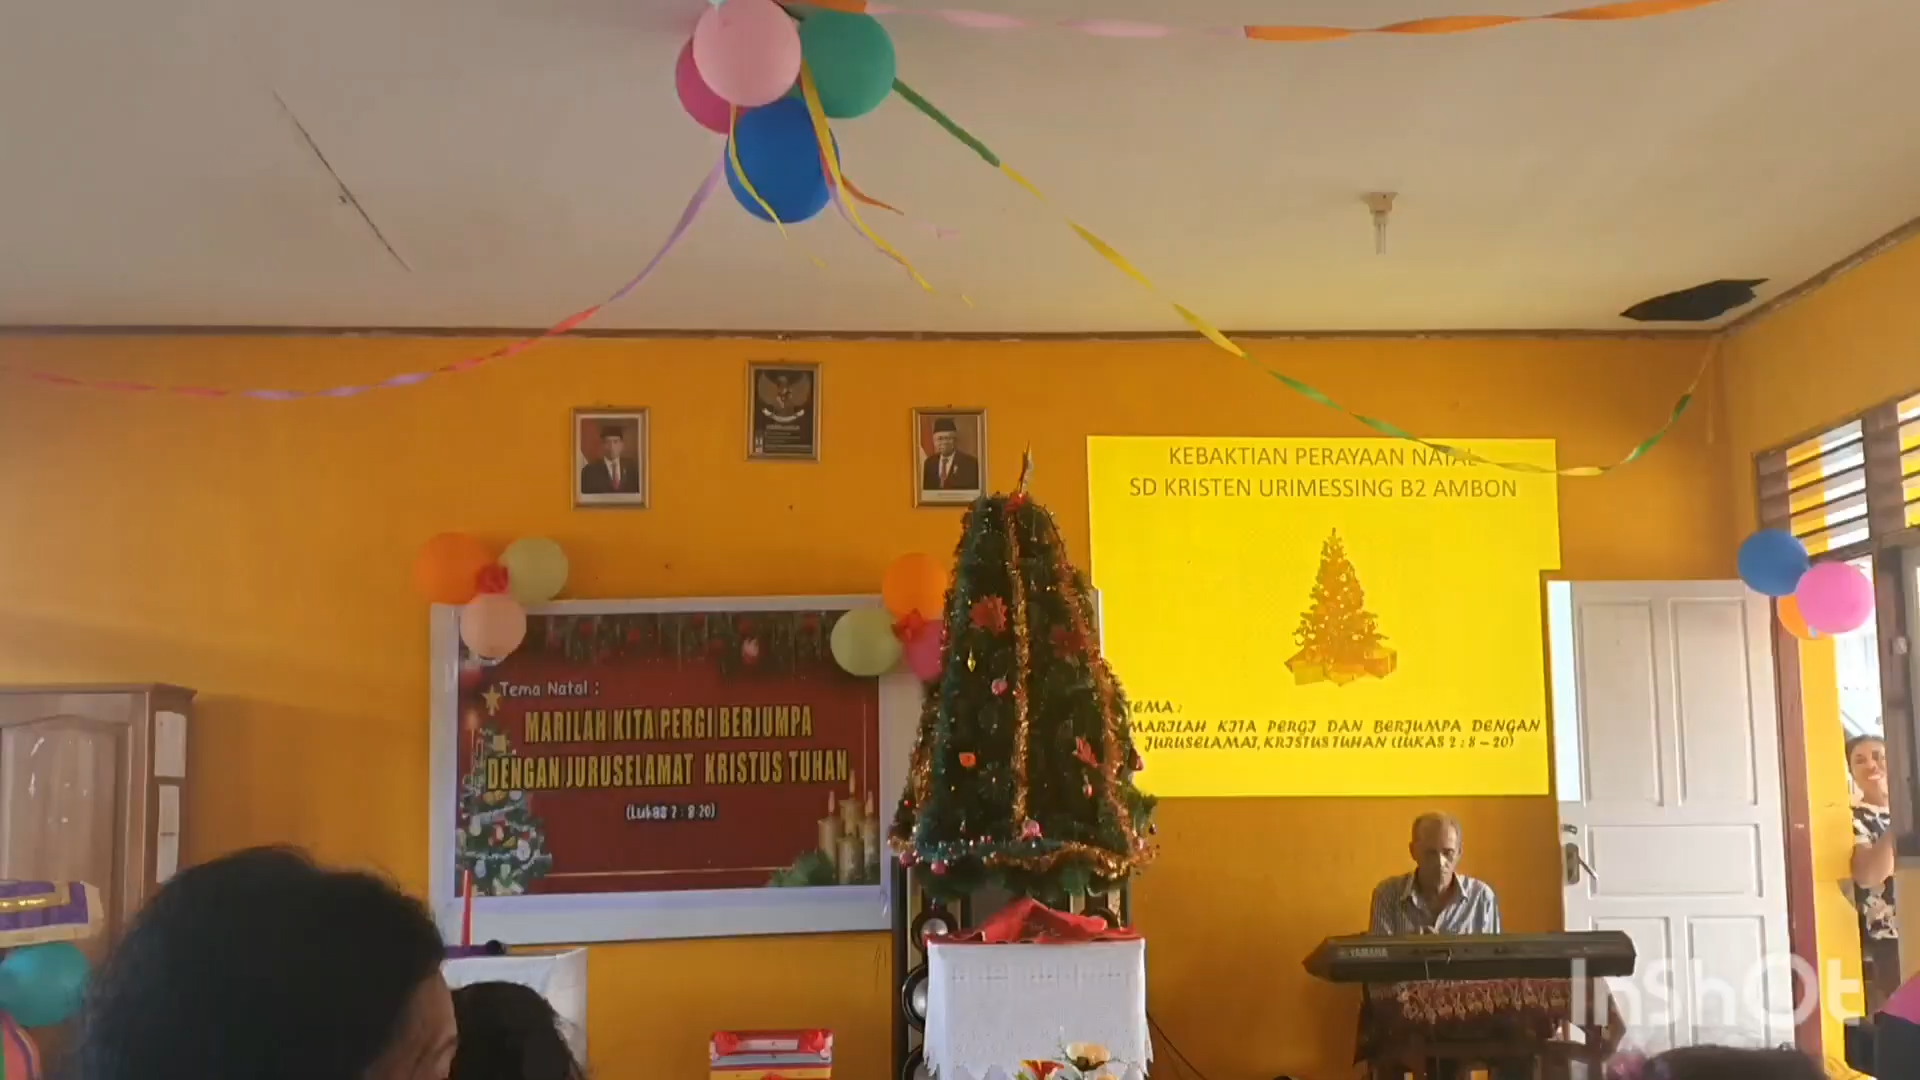 KEBAKTIAN PERAYAAN NATAL
SD KRISTEN URIMESSING B2 AMBON
TEMA :
MARILAH KITA PERGI DAN BERJUMPA DENGAN
JURUSELAMAT, KRISTUS TUHAN (LUKAS 2 : 8 – 20)
Tema Natal :
MARILAH KITA PERGI BERJUMPA
DENGAN JURUSELAMAT KRISTUS TUHAN
(Lukas 2 : 8-20)
YAMAHA
InShOt